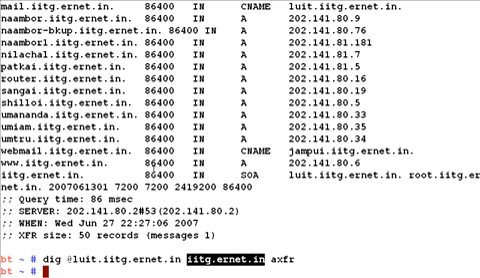 mail.iitg.ernet.in. 86400 IN CNAME luit.iitg.ernet.in.
naambor.iitg.ernet.in. 86400 IN A 202.141.80.9
naambor-bkup.iitg.ernet.in. 86400 IN A 202.141.80.76
naambor1.iitg.ernet.in. 86400 IN A 202.141.81.181
nilachal.iitg.ernet.in. 86400 IN A 202.141.81.7
patkai.iitg.ernet.in. 86400 IN A 202.141.81.5
router.iitg.ernet.in. 86400 IN A 202.141.80.16
sangai.iitg.ernet.in. 86400 IN A 202.141.80.19
shilloi.iitg.ernet.in. 86400 IN A 202.141.80.5
umananda.iitg.ernet.in. 86400 IN A 202.141.80.33
umiam.iitg.ernet.in. 86400 IN A 202.141.80.35
umtru.iitg.ernet.in. 86400 IN A 202.141.80.34
webmail.iitg.ernet.in. 86400 IN CNAME jampui.iitg.ernet.in.
www.iitg.ernet.in. 86400 IN A 202.141.80.6
iitg.ernet.in. 86400 IN SOA luit.iitg.ernet.in. root.iitg.er
net.in. 2007061301 7200 7200 2419200 86400
;; Query time: 86 msec
;; SERVER: 202.141.80.2#53(202.141.80.2)
;; WHEN: Wed Jun 27 22:27:06 2007
;; XFR size: 50 records (messages 1)
bt ~ # dig @luit.iitg.ernet.in iitg.ernet.in axfr
bt ~ #